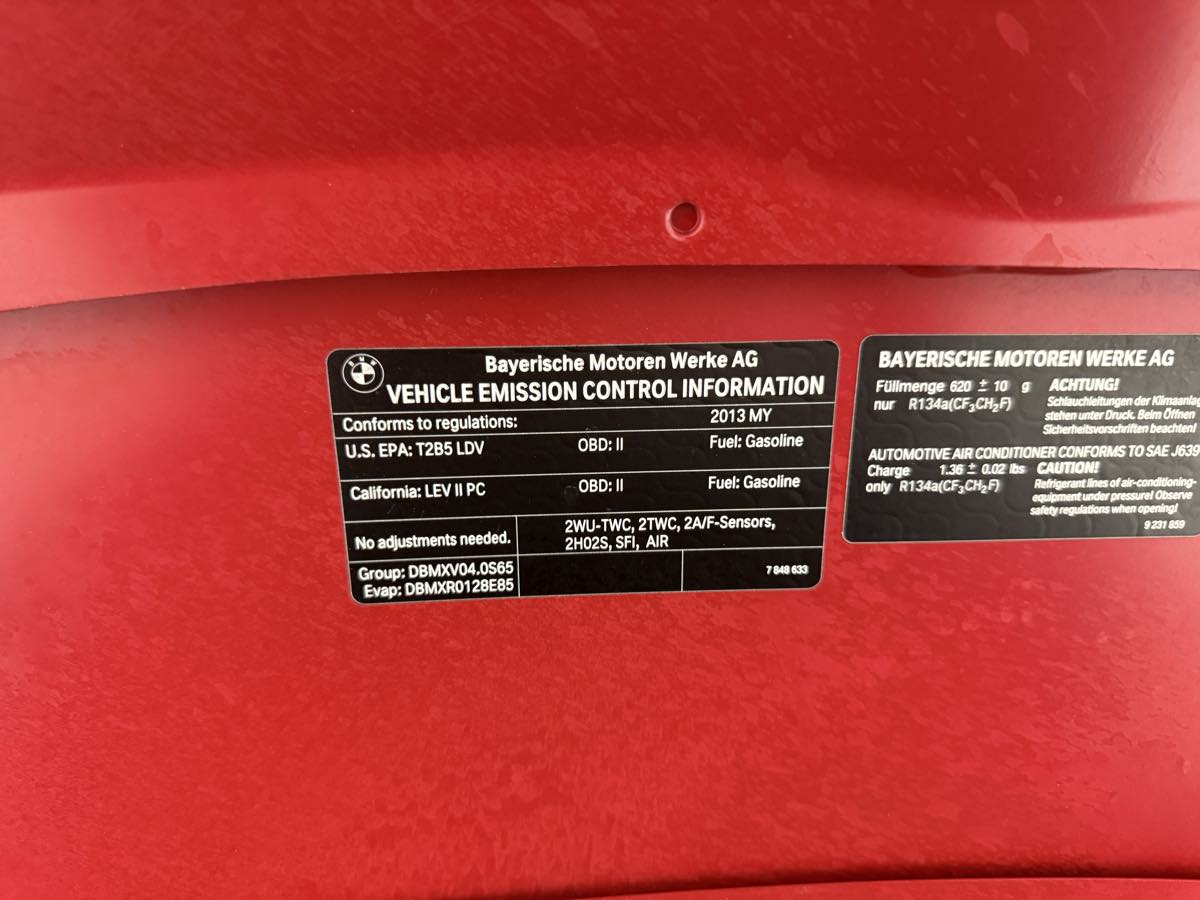 BMW
Bayerische Motoren Werke AG
VEHICLE EMISSION CONTROL INFORMATION
Conforms to regulations: 2013 MY
U.S. EPA: T2B5 LDV OBD: II Fuel: Gasoline
California: LEV II PC OBD: II Fuel: Gasoline
No adjustments needed.
2WU-TWC, 2TWC, 2A/F-Sensors,
2HO2S, SFI, AIR
Group: DBMXV04.0S65
Evap: DBMXR0128E85
7 848 633
BAYERISCHE MOTOREN WERKE AG
Füllmenge 620 ± 10 g
nur R134a(CF₃CH₂F)
ACHTUNG!
Schlauchleitungen der Klimaanlag
stehen unter Druck. Beim Öffnen
Sicherheitsvorschriften beachten!
AUTOMOTIVE AIR CONDITIONER CONFORMS TO SAE J639
Charge 1.36 ± 0.02 lbs
only R134a(CF₃CH₂F)
CAUTION!
Refrigerant lines of air-conditioning-
equipment under pressure! Observe
safety regulations when opening!
9 231 859